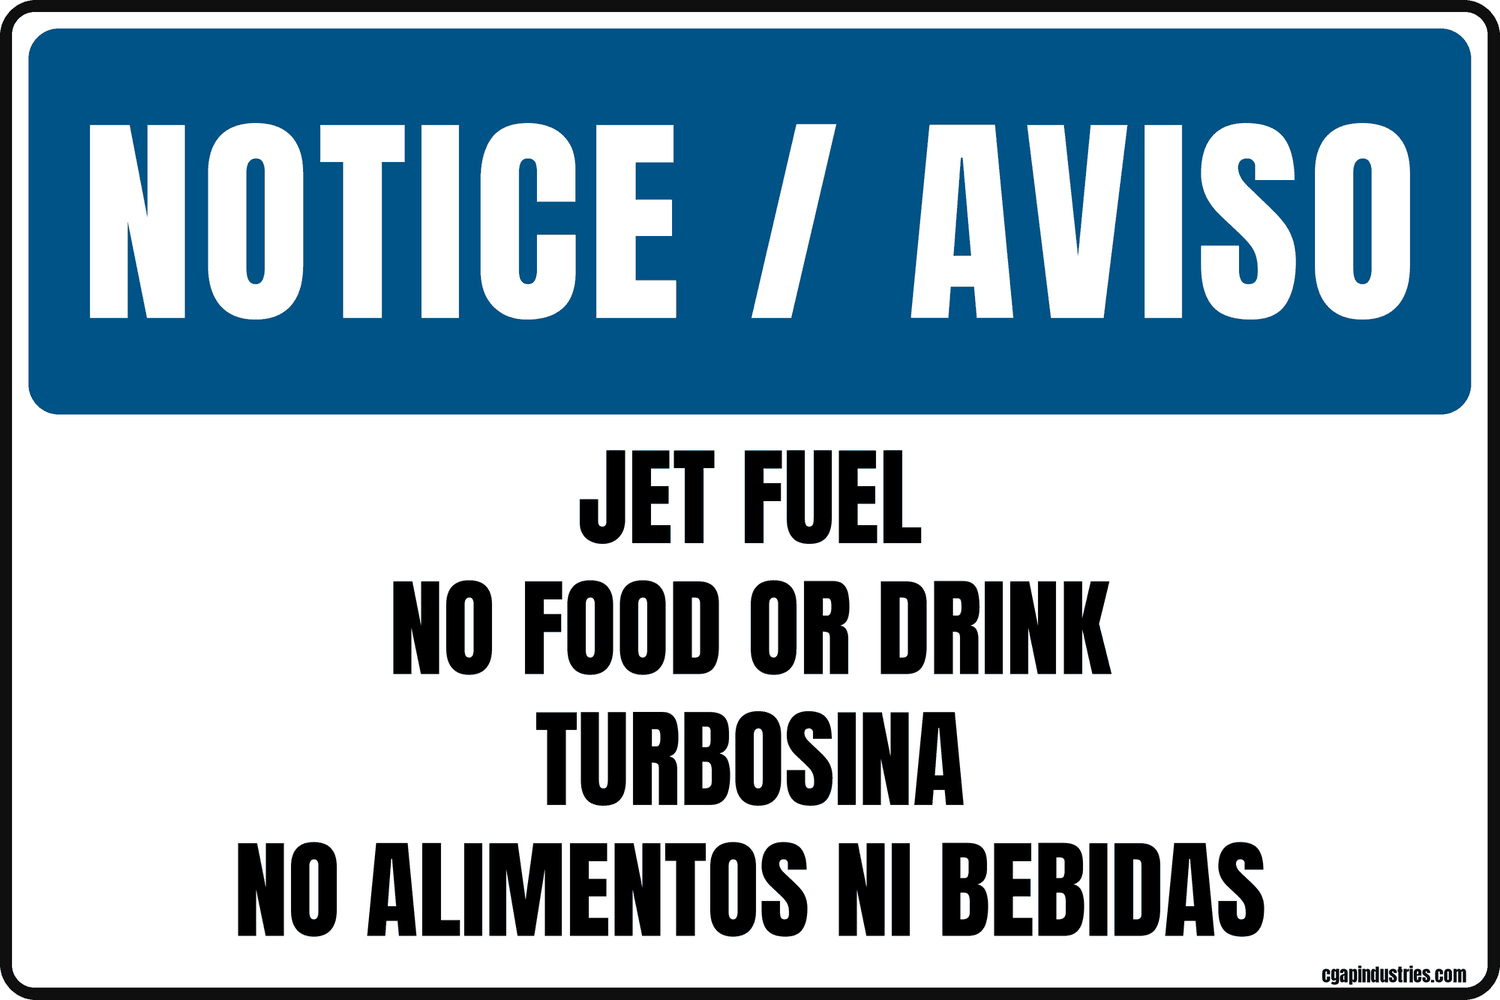 NOTICE / AVISO
JET FUEL
NO FOOD OR DRINK
TURBOSINA
NO ALIMENTOS NI BEBIDAS
cgapindustries.com